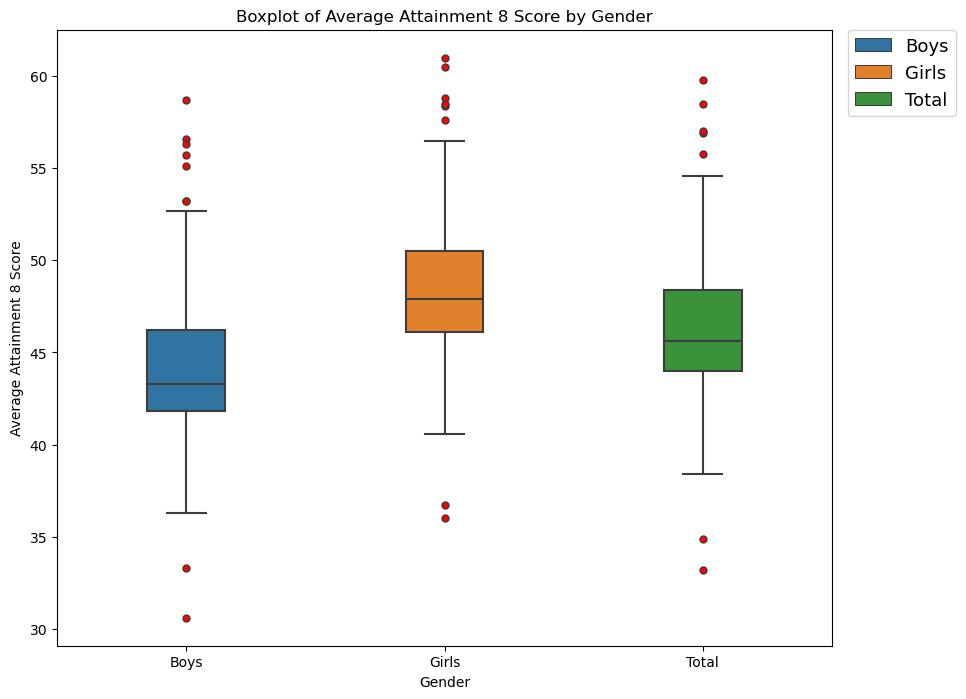 Boxplot of Average Attainment 8 Score by Gender
Boys
Girls
Total
60
55
50
45
40
35
30
Average Attainment 8 Score
Boys
Girls
Total
Gender